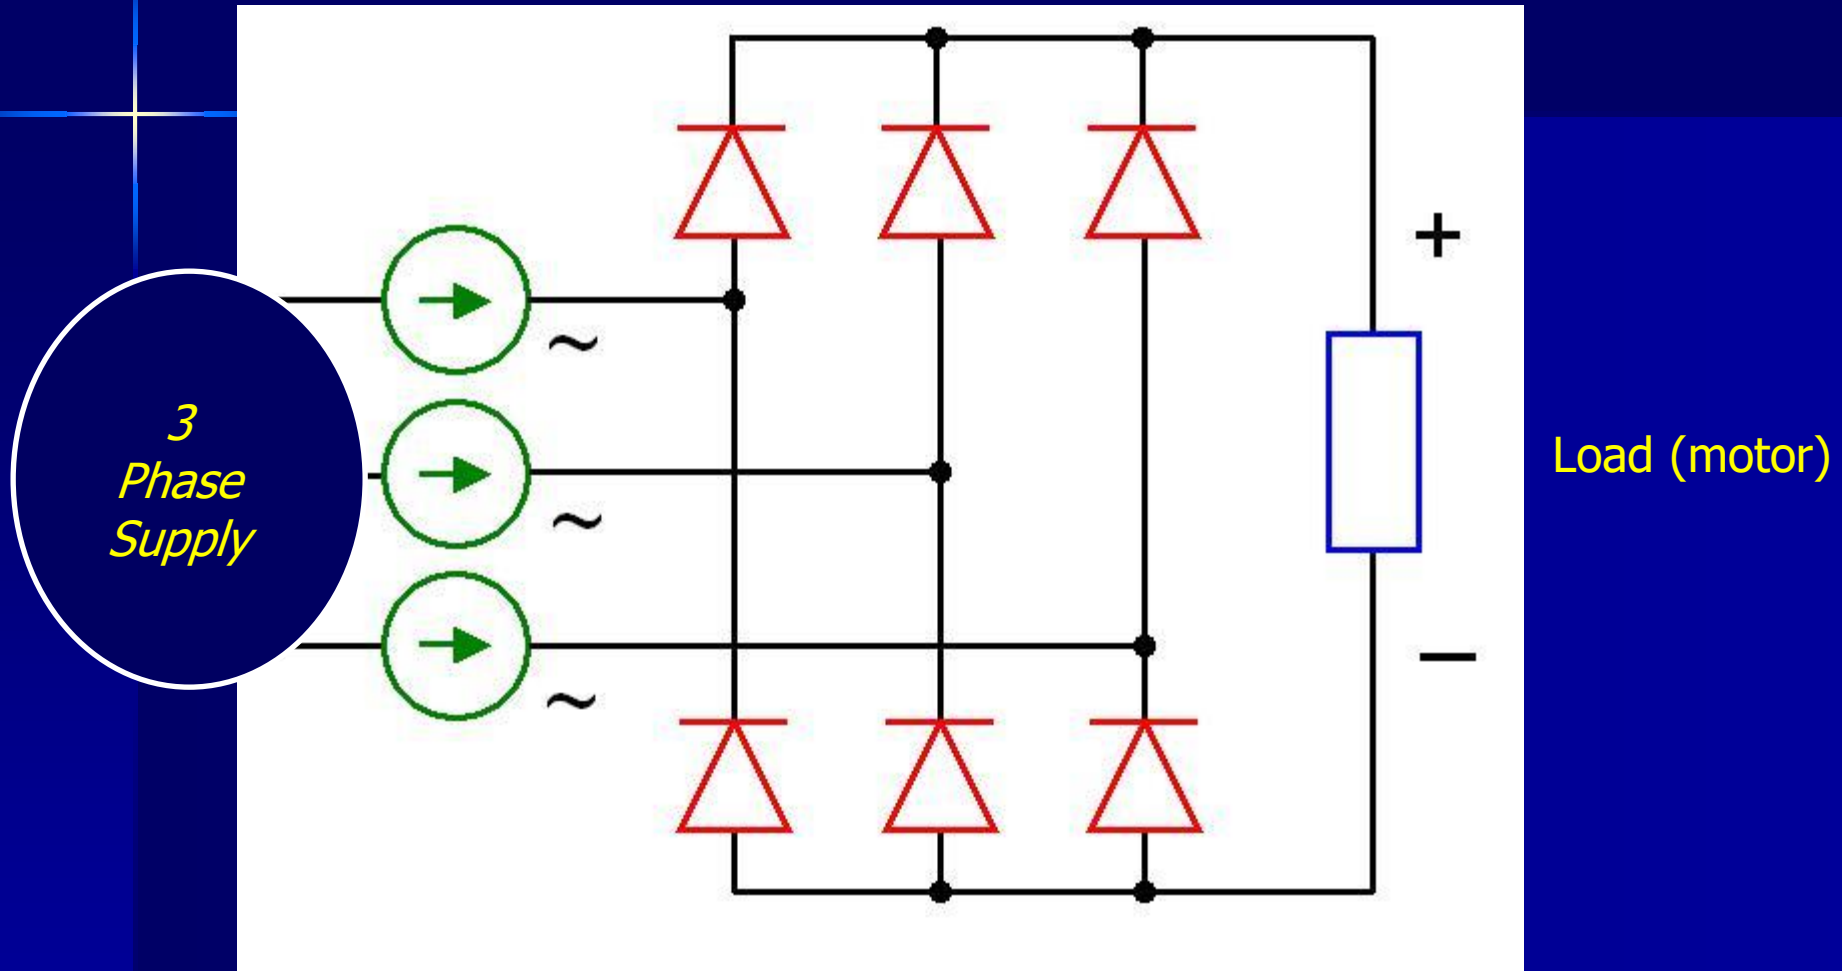 3
Phase
Supply
~
~
~
+
−
Load (motor)